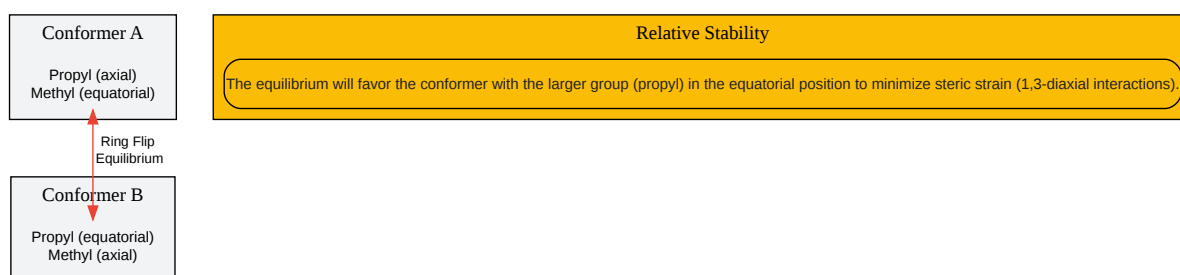 Conformer A
Propyl (axial)
Methyl (equatorial)
Relative Stability
The equilibrium will favor the conformer with the larger group (propyl) in the equatorial position to minimize steric strain (1,3-diaxial interactions).
Ring Flip
Equilibrium
Conformer B
Propyl (equatorial)
Methyl (axial)